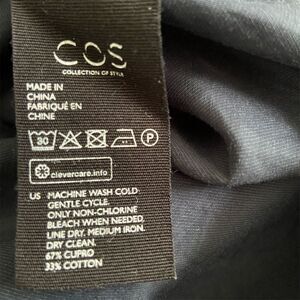 COS
COLLECTION OF STYLE
MADE IN
CHINA
FABRIQUÉ EN
CHINE
30 P
clevercare.info
US MACHINE WASH COLD
GENTLE CYCLE.
ONLY NON-CHLORINE
BLEACH WHEN NEEDED,
LINE DRY. MEDIUM IRON.
DRY CLEAN.
67% CUPRO
33% COTTON